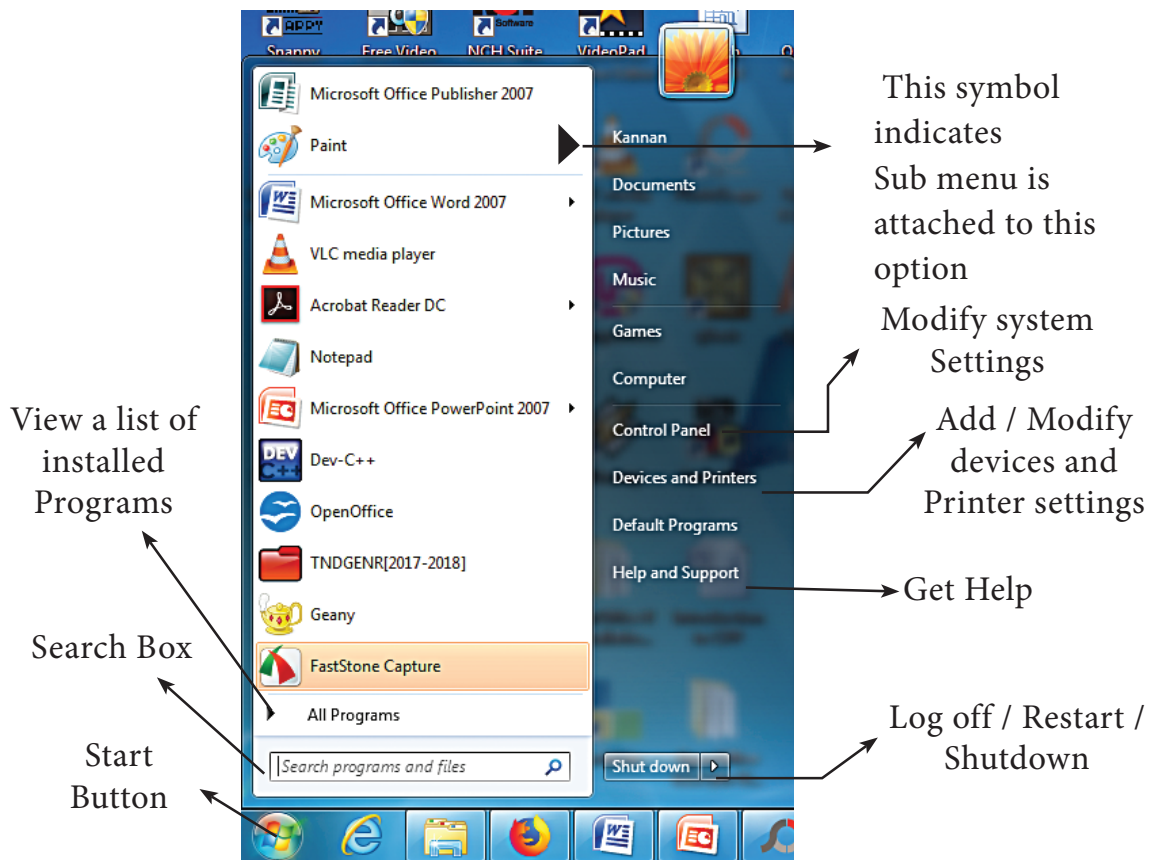 Snappy
Free Video
NCH Suite
VideoPad
Software
Microsoft Office Publisher 2007
Paint
Microsoft Office Word 2007
VLC media player
Acrobat Reader DC
Notepad
Microsoft Office PowerPoint 2007
DEV
C++
Dev-C++
OpenOffice
TNDGENR[2017-2018]
Geany
FastStone Capture
All Programs
Search programs and files
Kannan
Documents
Pictures
Music
Games
Computer
Control Panel
Devices and Printers
Default Programs
Help and Support
Shut down
This symbol
indicates
Sub menu is
attached to this
option
Modify system
Settings
Add / Modify
devices and
Printer settings
Get Help
Log off / Restart /
Shutdown
View a list of
installed
Programs
Search Box
Start
Button